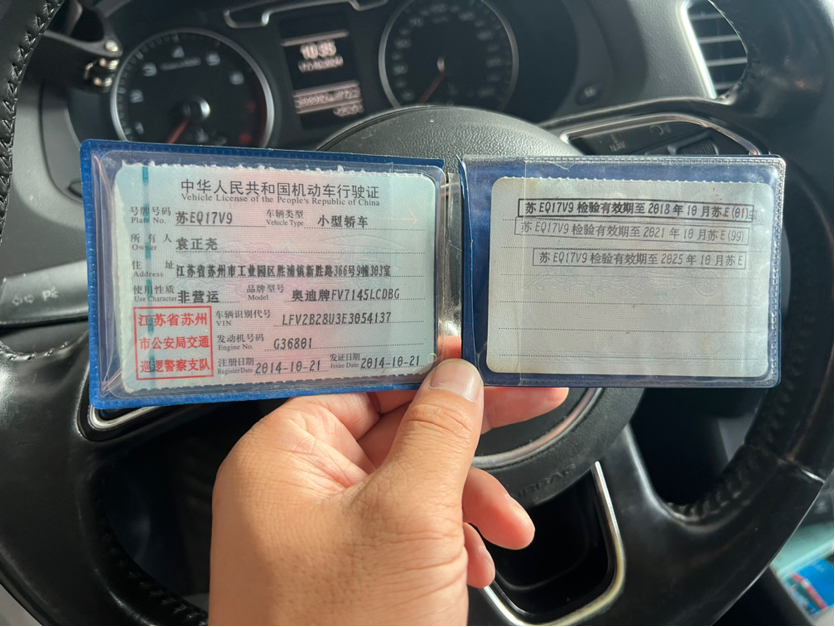 10:35
中华人民共和国机动车行驶证
Vehicle License of the People's Republic of China
号牌号码 苏EQ17V9 车辆类型 小型轿车
Plate No. Vehicle Type
所有人 袁正尧
Owner
住址 江苏省苏州市工业园区胜浦镇新胜路366号9幢303室
Address
使用性质 非营运 品牌型号 奥迪牌FV7145LCDBG
Use Character Model
江苏省苏州
市公安局交通
巡逻警察支队
车辆识别代号 LFV2B28U3E3054137
VIN
发动机号码 G36801
Engine No.
注册日期 2014-10-21 发证日期 2014-10-21
Register Date Issue Date
苏EQ17V9 检验有效期至 2018 年 10 月苏E(01)
苏EQ17V9 检验有效期至 2021 年 10 月苏E(99)
苏EQ17V9 检验有效期至 2025 年 10 月苏E